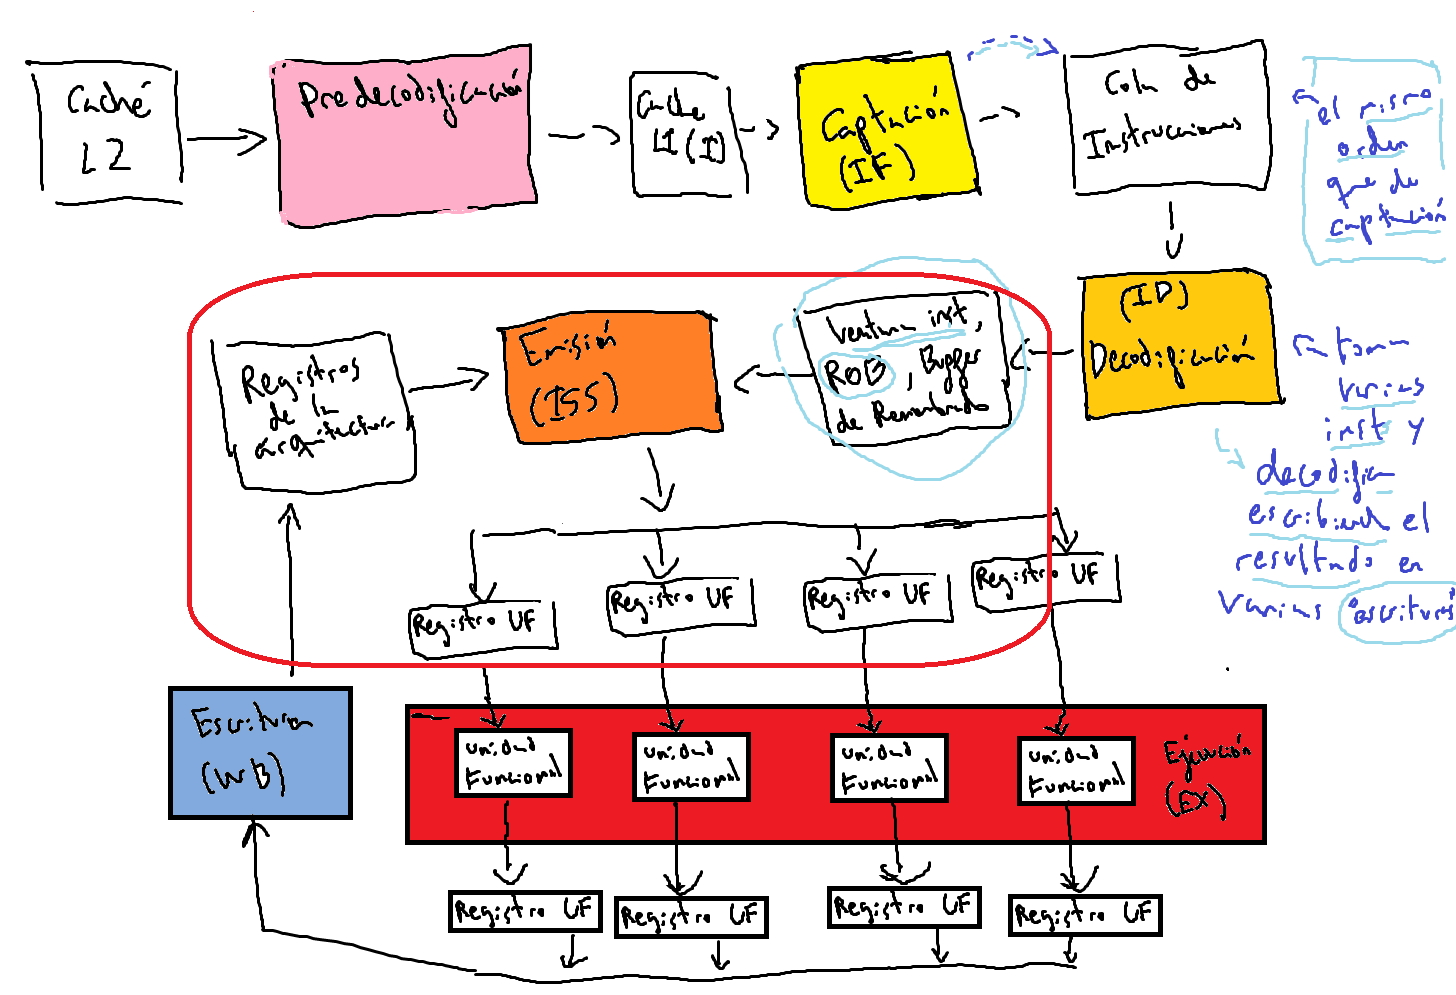 Caché
L2
Predecodificación
Cache
L1 (I)
Captación
(IF)
Cola de
Instrucciones
el mismo
orden
que de
captación
(ID)
Decodificación
toma
varias
inst y
decodifica
escribiendo el
resultado en
varias "escrituras"
Ventana inst,
ROB, Buffer
de Renombrado
Emisión
(ISS)
Registros
de la
arquitectura
Registro UF
Registro UF
Registro UF
Registro UF
Escritura
(WB)
Unidad
Funcional
Unidad
Funcional
Unidad
Funcional
Unidad
Funcional
Ejecución
(EX)
Registro UF
Registro UF
Registro UF
Registro UF